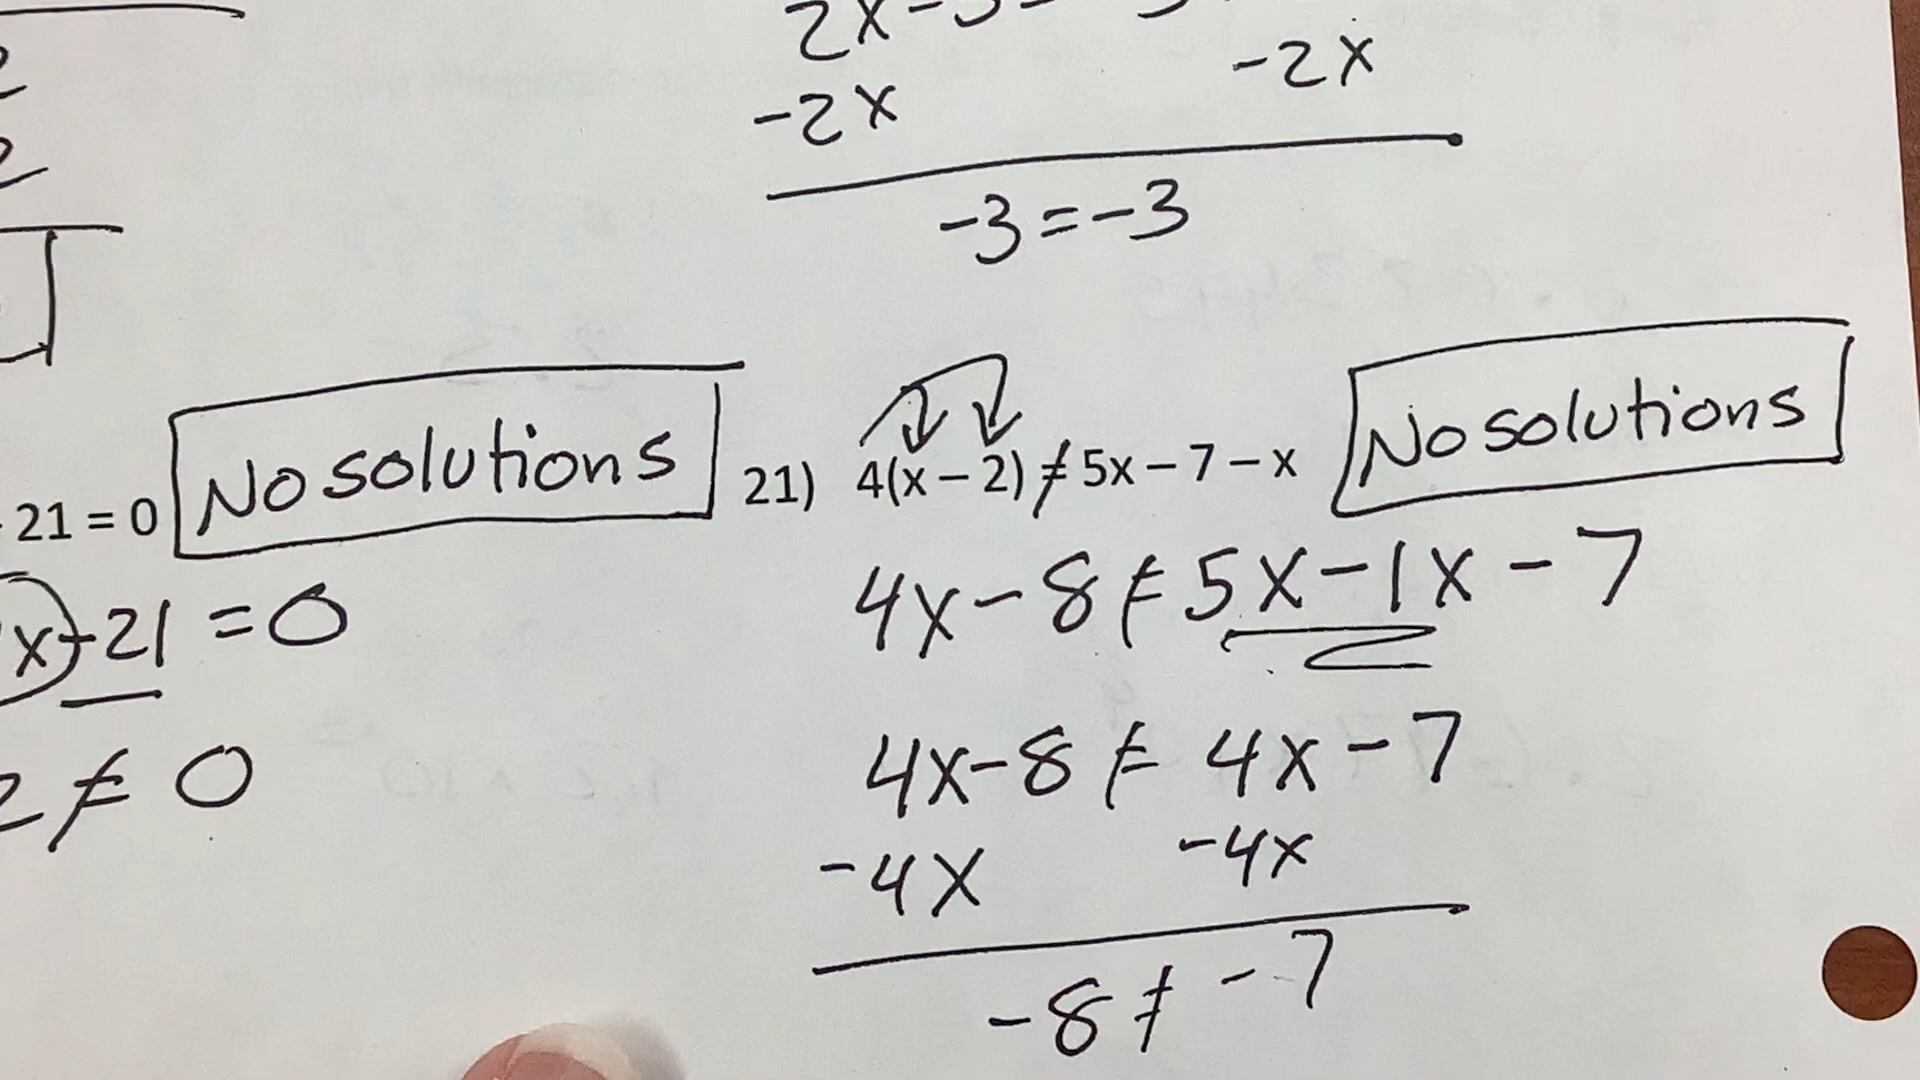 -2x -2x
-3 = -3
21 = 0 No solutions
x - 21 = 0
2 ≠ 0
21) 4(x – 2) ≠ 5x – 7 – x No solutions
4x - 8 ≠ 5x - 1x - 7
4x - 8 ≠ 4x - 7
-4x -4x
-8 ≠ -7